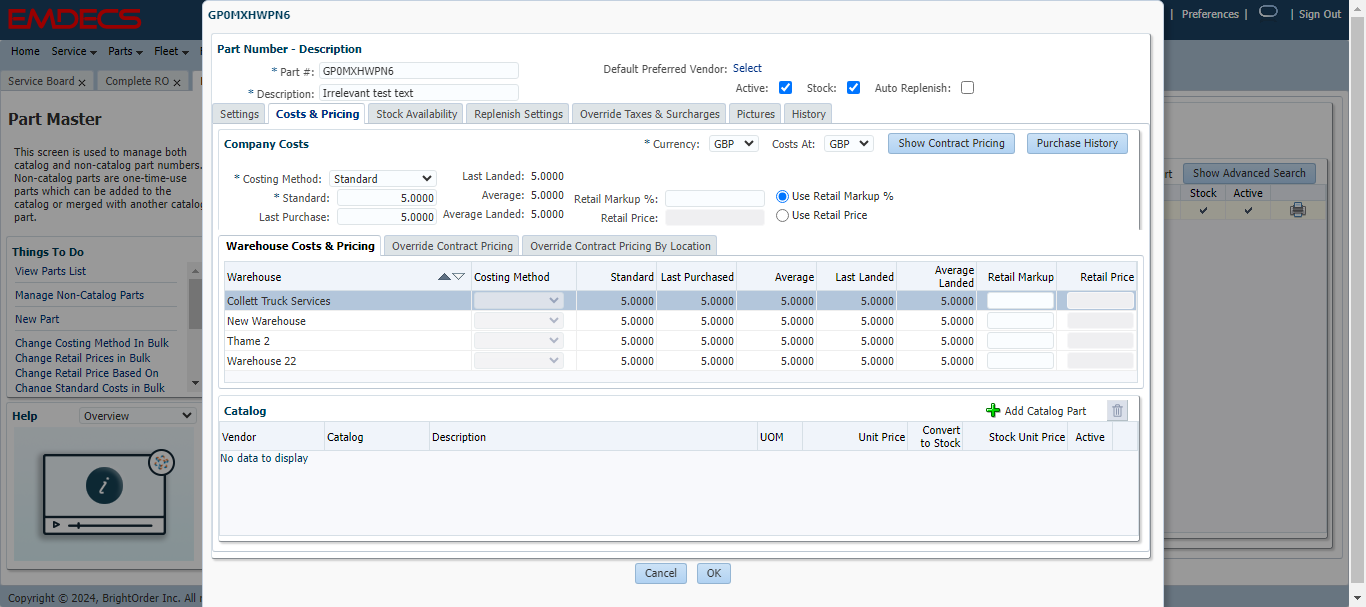 EMDECS
Preferences | | Sign Out
Home Service Parts Fleet
Service Board x Complete RO x
Part Master
This screen is used to manage both
catalog and non-catalog part numbers.
Non-catalog parts are one-time-use
parts which can be added to the
catalog or merged with another catalog
part.
Things To Do
View Parts List
Manage Non-Catalog Parts
New Part
Change Costing Method In Bulk
Change Retail Prices in Bulk
Change Retail Price Based On
Change Standard Costs in Bulk
Help Overview
i
Copyright © 2024, BrightOrder Inc. All
GP0MXHWPN6
Part Number - Description
* Part #: GP0MXHWPN6
* Description: Irrelevant test text
Default Preferred Vendor: Select
Active: Stock: Auto Replenish:
Settings Costs & Pricing Stock Availability Replenish Settings Override Taxes & Surcharges Pictures History
Company Costs
* Currency: GBP Costs At: GBP Show Contract Pricing Purchase History
* Costing Method: Standard
* Standard: 5.0000
Last Purchase: 5.0000
Last Landed: 5.0000
Average: 5.0000
Average Landed: 5.0000
Retail Markup %:
Retail Price:
Use Retail Markup %
Use Retail Price
Warehouse Costs & Pricing Override Contract Pricing Override Contract Pricing By Location
Warehouse Costing Method Standard Last Purchased Average Last Landed Average Landed Retail Markup Retail Price
Collett Truck Services 5.0000 5.0000 5.0000 5.0000 5.0000
New Warehouse 5.0000 5.0000 5.0000 5.0000 5.0000
Thame 2 5.0000 5.0000 5.0000 5.0000 5.0000
Warehouse 22 5.0000 5.0000 5.0000 5.0000 5.0000
Catalog Add Catalog Part
Vendor Catalog Description UOM Unit Price Convert to Stock Stock Unit Price Active
No data to display
Cancel OK
Show Advanced Search
Stock Active